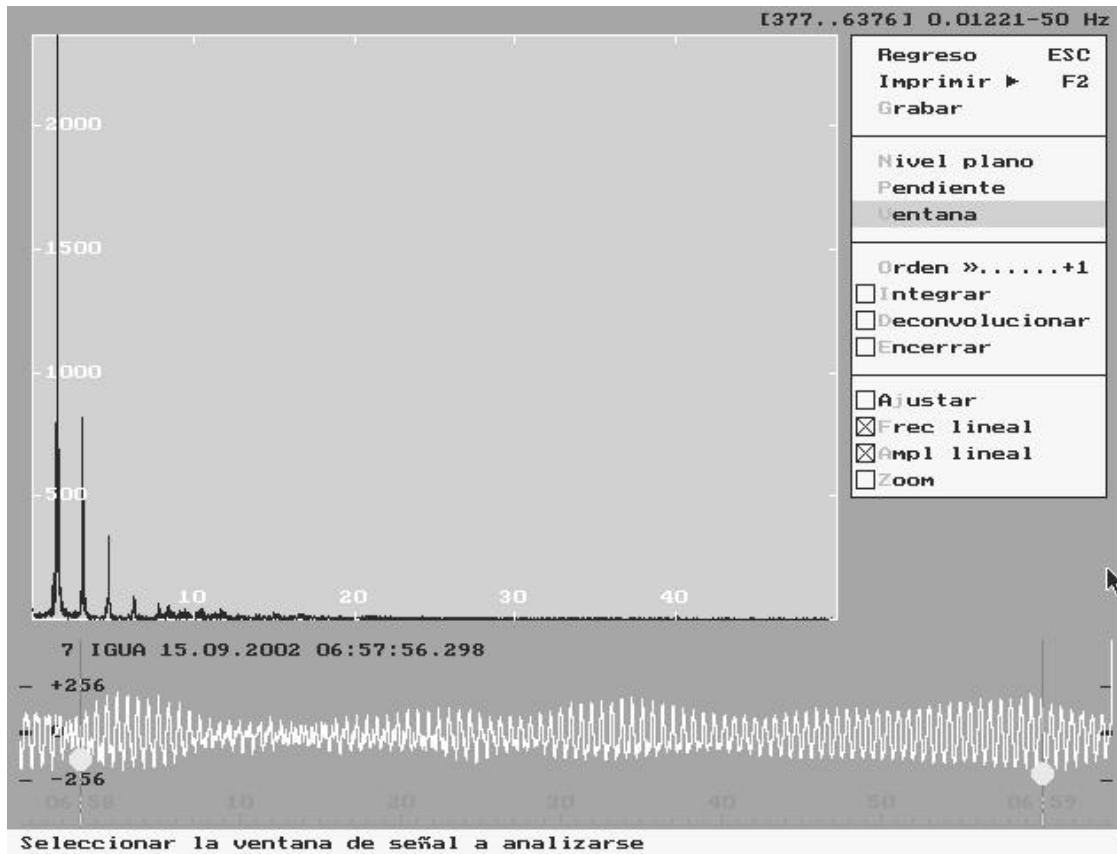 [377..6376] 0.01221-50 Hz
Regreso ESC
Imprimir ▶ F2
Grabar
Nivel plano
Pendiente
Ventana
Orden »......+1
Integrar
Deconvolucionar
Encerrar
Ajustar
Frec lineal
Ampl lineal
Zoom
2000
1500
1000
500
10 20 30 40
7 IGUA 15.09.2002 06:57:56.298
+256
0
-256
06:58 10 20 30 40 50 06:59
Seleccionar la ventana de señal a analizarse